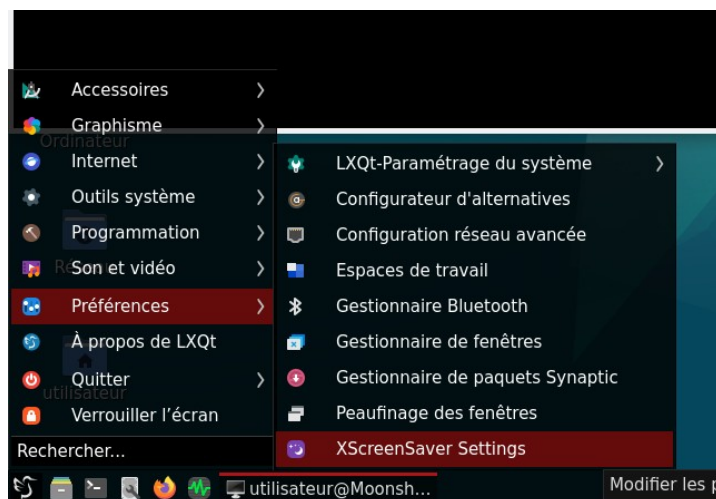 Accessoires
Graphisme
Ordinateur
Internet
Outils système
Programmation
Son et vidéo
Préférences
À propos de LXQt
Quitter
utilisateur
Verrouiller l’écran
Rechercher...
LXQt-Paramétrage du système
Configurateur d'alternatives
Configuration réseau avancée
Espaces de travail
Gestionnaire Bluetooth
Gestionnaire de fenêtres
Gestionnaire de paquets Synaptic
Peaufinage des fenêtres
XScreenSaver Settings
utilisateur@Moonsh...
Modifier les p